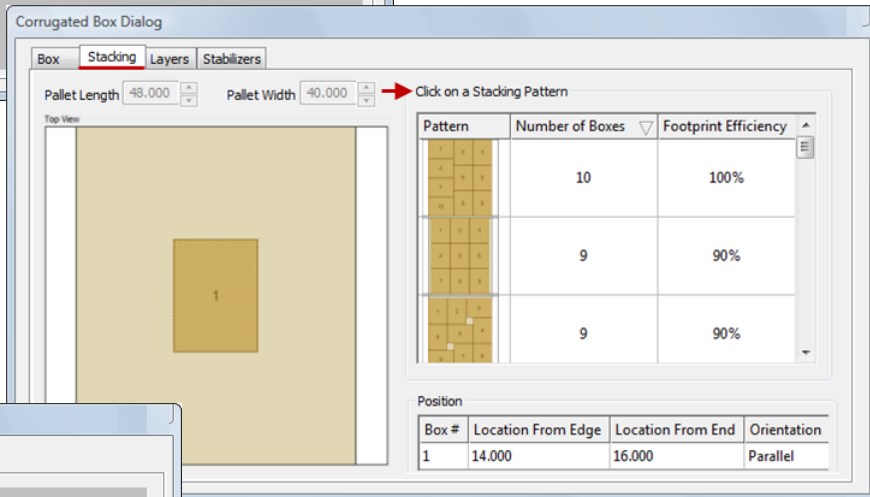 Corrugated Box Dialog
Box Stacking Layers Stabilizers
Pallet Length 48.000 Pallet Width 40.000
Click on a Stacking Pattern
Top View
Pattern Number of Boxes Footprint Efficiency
10 100%
9 90%
9 90%
1
Position
Box # Location From Edge Location From End Orientation
1 14.000 16.000 Parallel